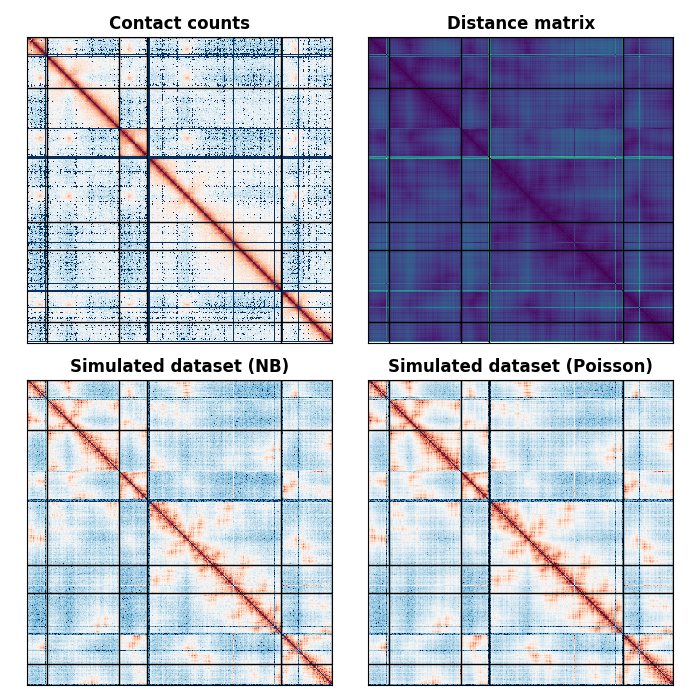 Contact counts
Distance matrix
Simulated dataset (NB)
Simulated dataset (Poisson)